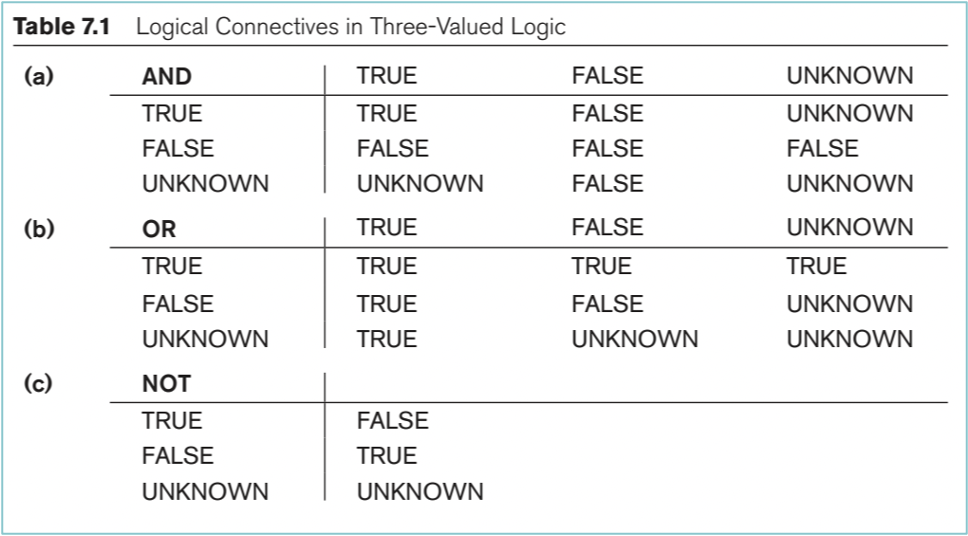 Table 7.1 Logical Connectives in Three-Valued Logic
(a) AND TRUE FALSE UNKNOWN
TRUE TRUE FALSE UNKNOWN
FALSE FALSE FALSE FALSE
UNKNOWN UNKNOWN FALSE UNKNOWN
(b) OR TRUE FALSE UNKNOWN
TRUE TRUE TRUE TRUE
FALSE TRUE FALSE UNKNOWN
UNKNOWN TRUE UNKNOWN UNKNOWN
(c) NOT
TRUE FALSE
FALSE TRUE
UNKNOWN UNKNOWN